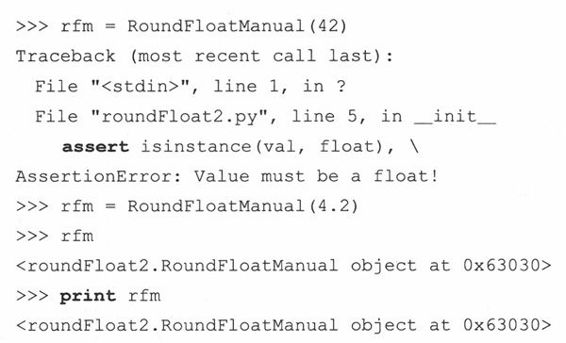 >>> rfm = RoundFloatManual(42)
Traceback (most recent call last):
  File "<stdin>", line 1, in ?
  File "roundFloat2.py", line 5, in __init__
    assert isinstance(val, float), \
AssertionError: Value must be a float!
>>> rfm = RoundFloatManual(4.2)
>>> rfm
<roundFloat2.RoundFloatManual object at 0x63030>
>>> print rfm
<roundFloat2.RoundFloatManual object at 0x63030>